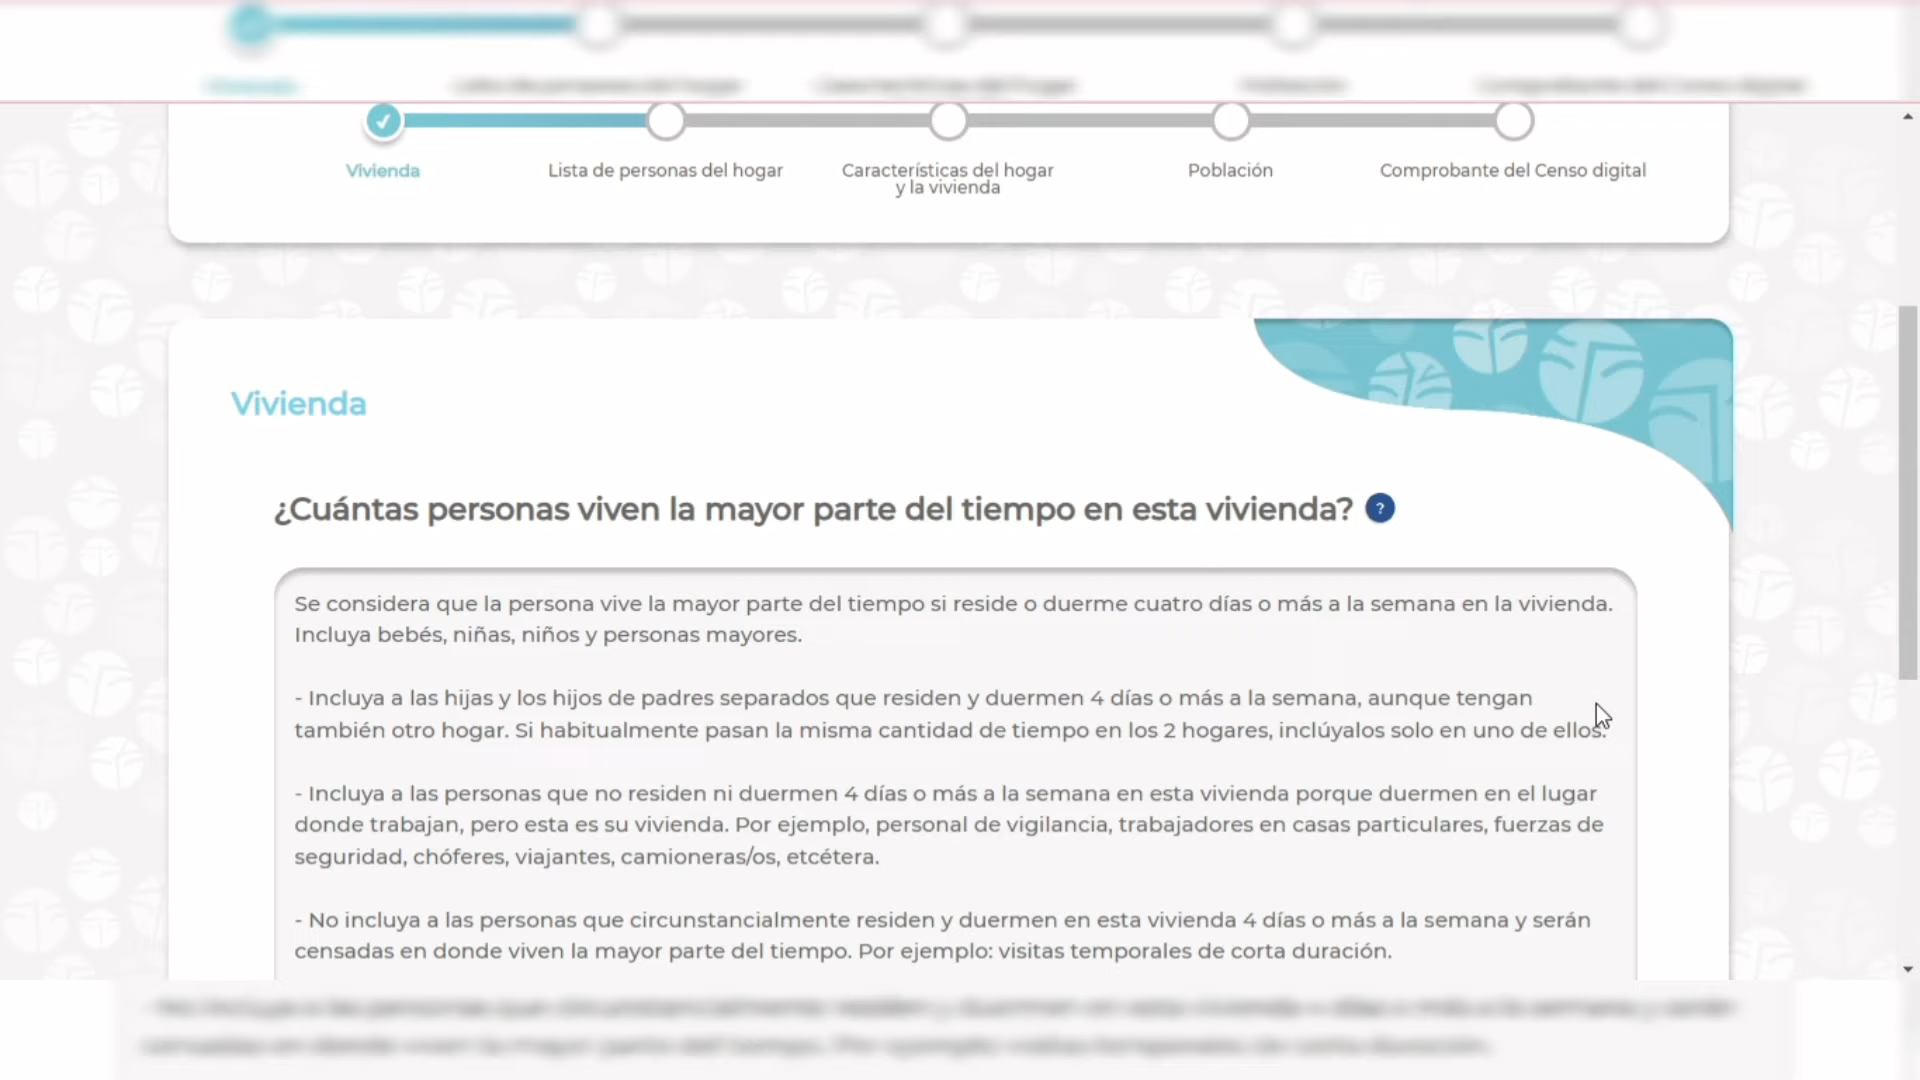 Vivienda
Lista de personas del hogar
Características del hogar
y la vivienda
Población
Comprobante del Censo digital
Vivienda
¿Cuántas personas viven la mayor parte del tiempo en esta vivienda? ?
Se considera que la persona vive la mayor parte del tiempo si reside o duerme cuatro días o más a la semana en la vivienda.
Incluya bebés, niñas, niños y personas mayores.
- Incluya a las hijas y los hijos de padres separados que residen y duermen 4 días o más a la semana, aunque tengan
también otro hogar. Si habitualmente pasan la misma cantidad de tiempo en los 2 hogares, inclúyalos solo en uno de ellos.
- Incluya a las personas que no residen ni duermen 4 días o más a la semana en esta vivienda porque duermen en el lugar
donde trabajan, pero esta es su vivienda. Por ejemplo, personal de vigilancia, trabajadores en casas particulares, fuerzas de
seguridad, chóferes, viajantes, camioneras/os, etcétera.
- No incluya a las personas que circunstancialmente residen y duermen en esta vivienda 4 días o más a la semana y serán
censadas en donde viven la mayor parte del tiempo. Por ejemplo: visitas temporales de corta duración.